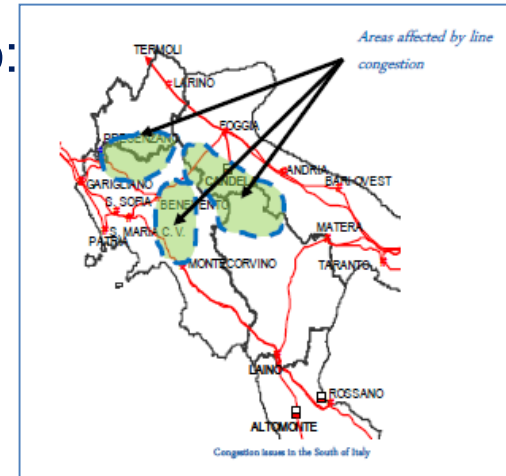 Areas affected by line
congestion
TERMOLI
LARINO
FOGGIA
PRESENZANO
ANDRIA
BARI OVEST
CANDELA
GARIGLIANO
BENEVENTO
S. SOFIA
MATERA
PATRIA
S. MARIA C. V.
TARANTO
MONTECORVINO
LAINO
ROSSANO
ALTOMONTE
Congestion issues in the South of Italy